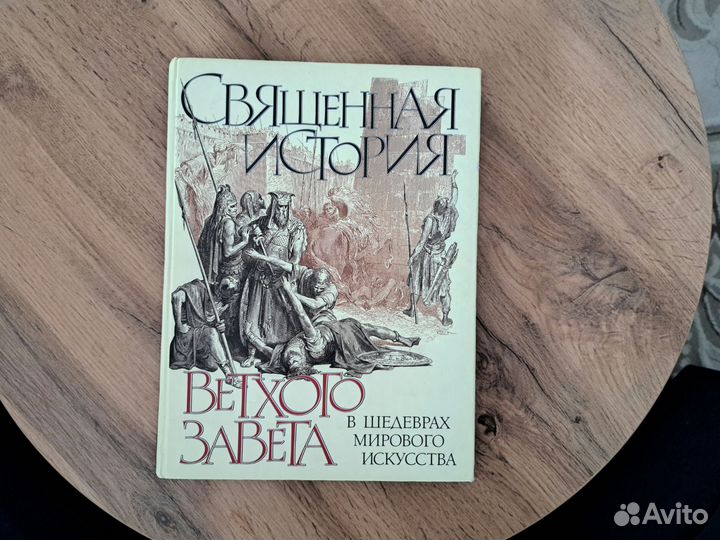 СВЯЩЕННАЯ
ИСТОРИЯ
ВЕТХОГО
ЗАВЕТА
В ШЕДЕВРАХ
МИРОВОГО
ИСКУССТВА
Avito